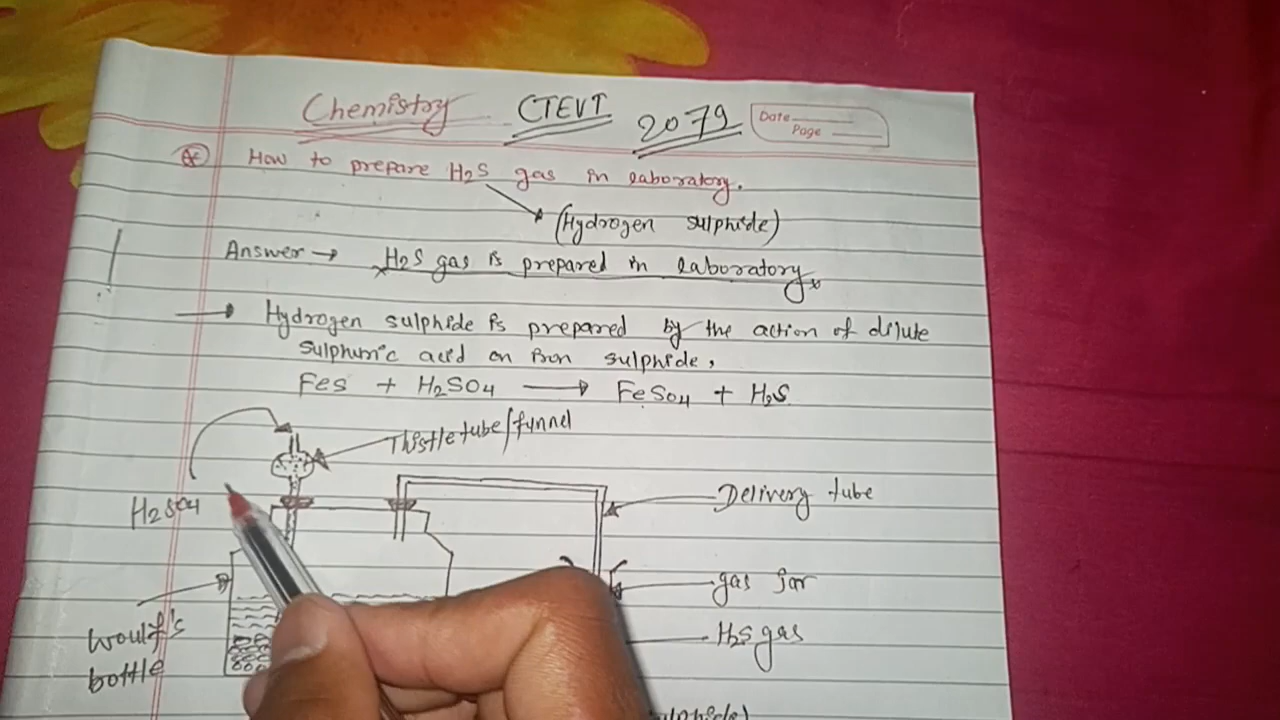 Chemistry CTEVT 2079
Date
Page
How to prepare H2S gas in laboratory.
(Hydrogen sulphide)
Answer → H2S gas is prepared in laboratory
→ Hydrogen sulphide is prepared by the action of dilute
sulphuric acid on iron sulphide,
FeS + H2SO4 → FeSO4 + H2S
Thistle tube/funnel
H2SO4
Delivery tube
gas jar
Woulf's
bottle
H2S gas